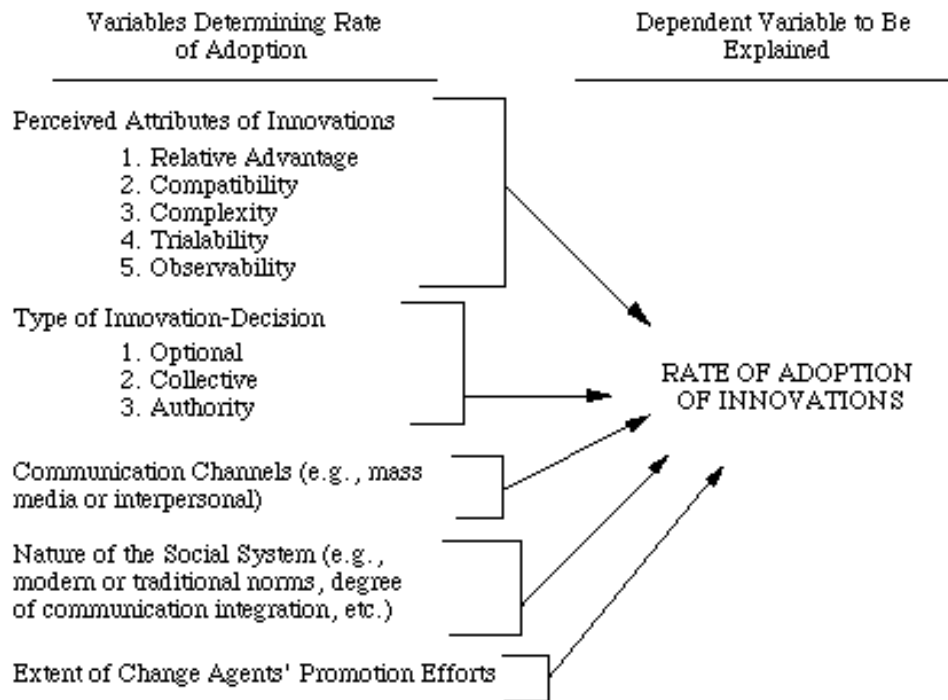 Variables Determining Rate
of Adoption
Dependent Variable to Be
Explained
Perceived Attributes of Innovations
1. Relative Advantage
2. Compatibility
3. Complexity
4. Trialability
5. Observability
Type of Innovation-Decision
1. Optional
2. Collective
3. Authority
RATE OF ADOPTION
OF INNOVATIONS
Communication Channels (e.g., mass
media or interpersonal)
Nature of the Social System (e.g.,
modern or traditional norms, degree
of communication integration, etc.)
Extent of Change Agents' Promotion Efforts